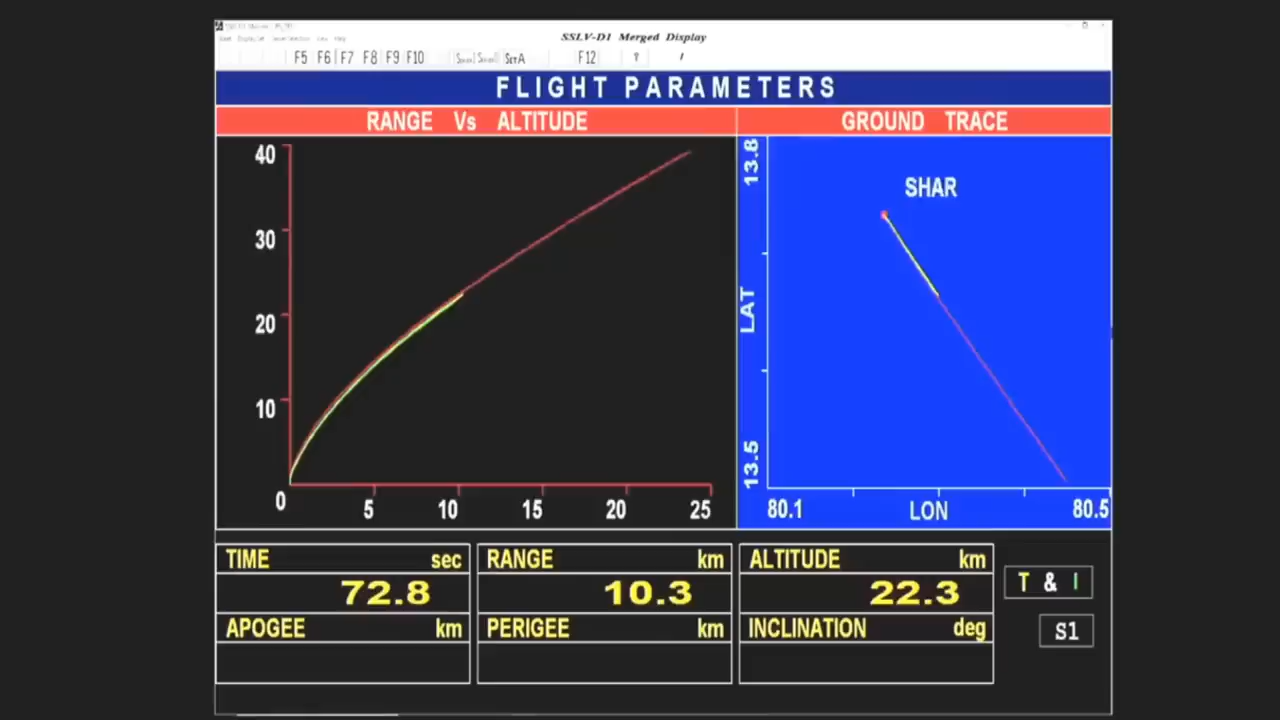 SSLV-D1 Merged Display
F5 F6 F7 F8 F9 F10 SetA F12
FLIGHT PARAMETERS
RANGE Vs ALTITUDE
GROUND TRACE
40
30
20
10
0 5 10 15 20 25
13.8
LAT
13.5
SHAR
80.1 LON 80.5
TIME sec
72.8
RANGE km
10.3
ALTITUDE km
22.3
T & I
APOGEE km
PERIGEE km
INCLINATION deg
S1